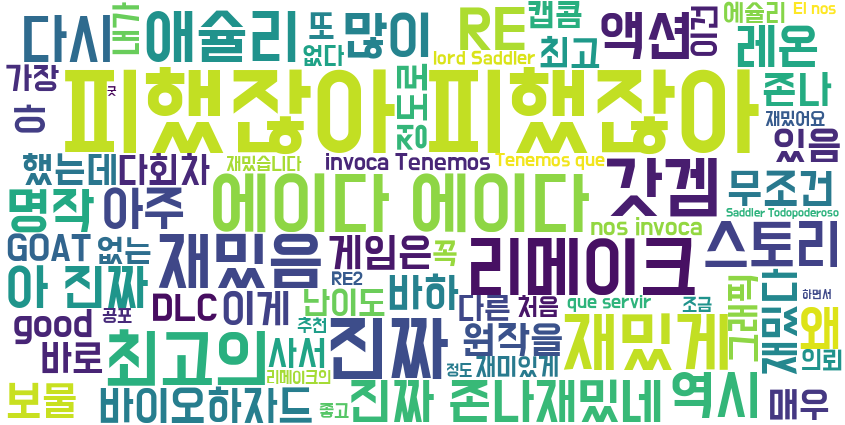 다시
내가
애슐리
또
없다
많이
RE
lord Saddler
캡콤
최고
액션
이건
에슐리
El nos
레온
가장
굿
ㅎ
피했잖아 피했잖아
정도로
존나
재밌어요
있음
했는데
다회차
재밌습니다
invoca Tenemos
Tenemos que
갓겜
무조건
명작
아주
에이다 에이다
nos invoca
Saddler Todopoderoso
GOAT
없는
재밌음
게임은
꼭
리메이크
스토리
아 진짜
RE2
DLC
이게
난이도
바하
다른
처음
que servir
조금
그래픽
재밌다
하면서
good
공포
추천
진짜
원작을
재밌게
왜
바로
최고의
사서
리메이크의
정도
재미있게
의뢰
보물
바이오하자드
좋고
진짜 존나재밌네
역시
매우